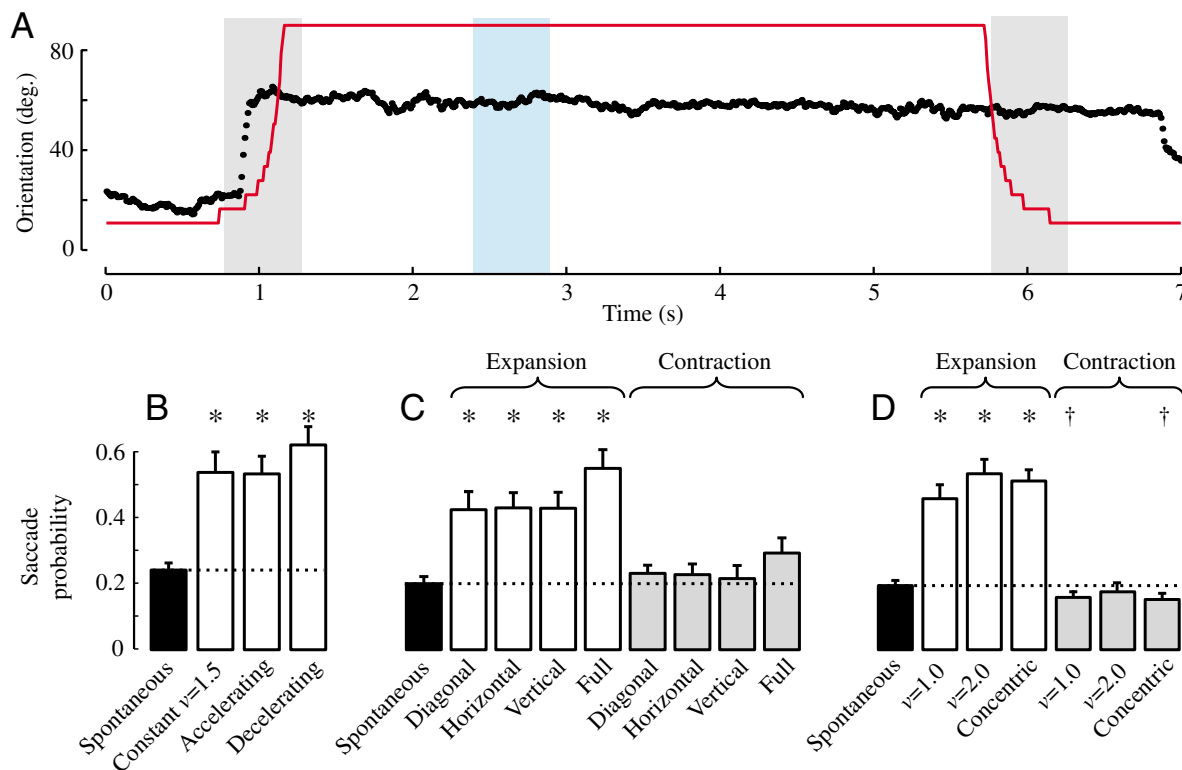 A
Orientation (deg.)
80
40
0
0 1 2 3 4 5 6 7
Time (s)
B
* * *
Saccade
probability
0.6
0.4
0.2
0
Spontaneous
Constant v=1.5
Accelerating
Decelerating
Expansion Contraction
C
* * * *
Spontaneous
Diagonal
Horizontal
Vertical
Full
Diagonal
Horizontal
Vertical
Full
Expansion Contraction
D
* * * † †
Spontaneous
v=1.0
v=2.0
Concentric
v=1.0
v=2.0
Concentric